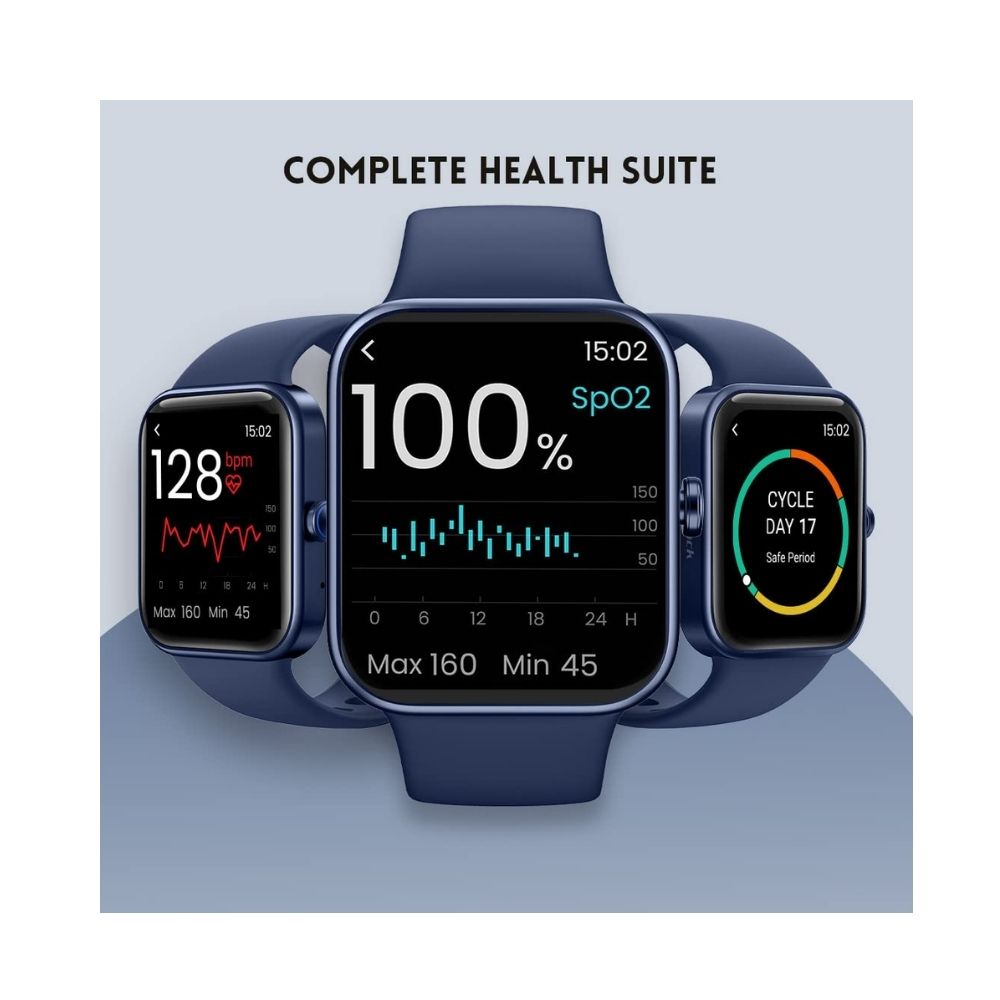 COMPLETE HEALTH SUITE
15:02
128 bpm
150
100
50
0 6 12 18 24 H
Max 160 Min 45
15:02
SpO2
100%
150
100
50
0 6 12 18 24 H
Max 160 Min 45
15:02
CYCLE
DAY 17
Safe Period